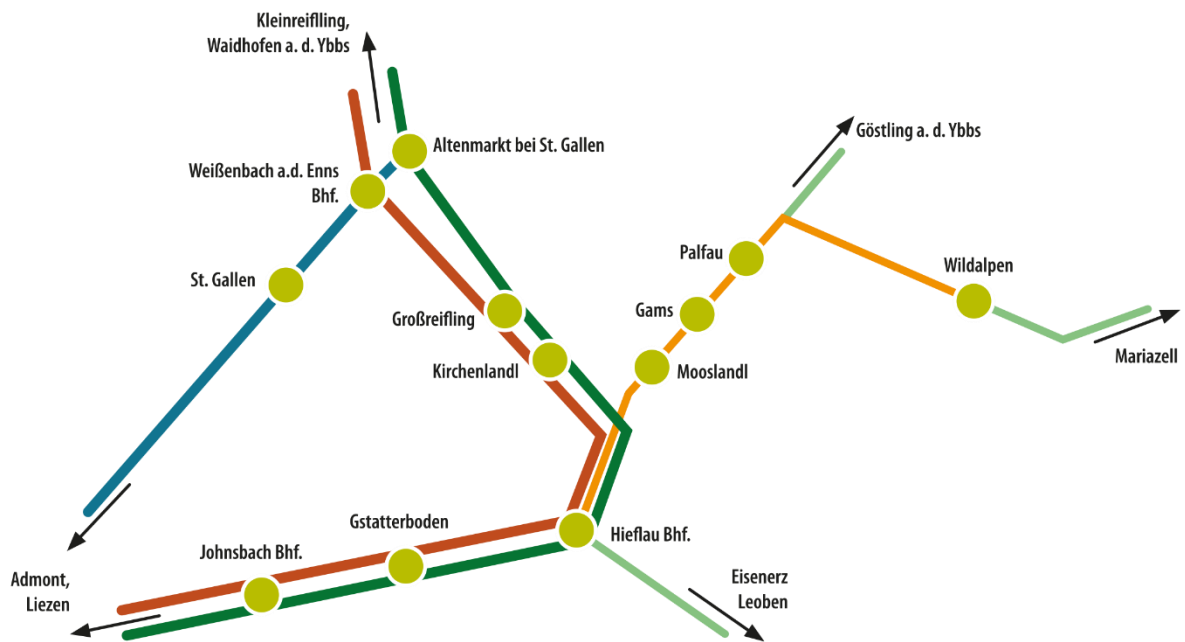 Kleinreiflling,
Waidhofen a. d. Ybbs
Altenmarkt bei St. Gallen
Göstling a. d. Ybbs
Weißenbach a.d. Enns
Bhf.
St. Gallen
Palfau
Wildalpen
Gams
Großreifling
Kirchenlandl
Mooslandl
Mariazell
Gstatterboden
Hieflau Bhf.
Johnsbach Bhf.
Admont,
Liezen
Eisenerz
Leoben